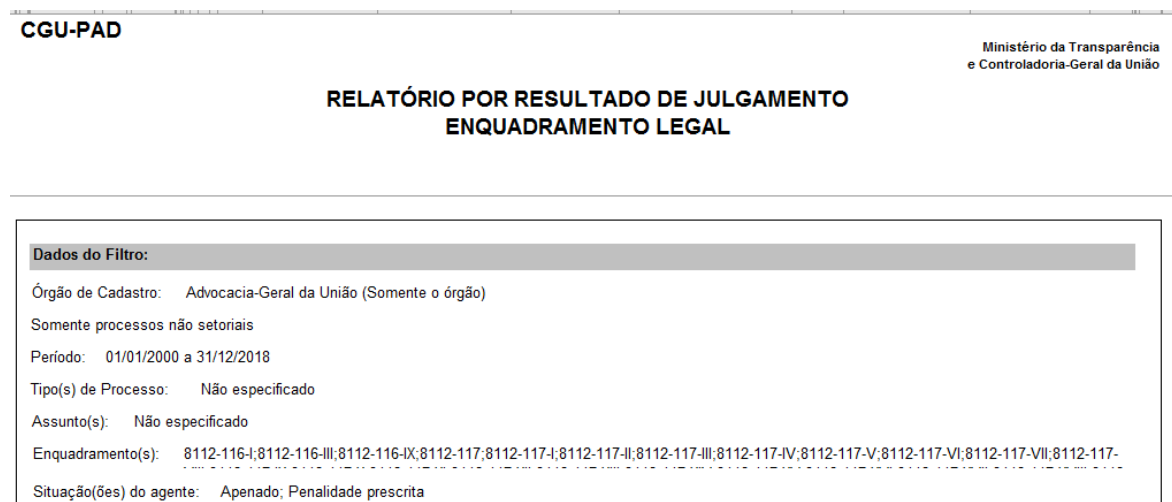 CGU-PAD
Ministério da Transparência
e Controladoria-Geral da União
RELATÓRIO POR RESULTADO DE JULGAMENTO
ENQUADRAMENTO LEGAL
Dados do Filtro:
Órgão de Cadastro: Advocacia-Geral da União (Somente o órgão)
Somente processos não setoriais
Período: 01/01/2000 a 31/12/2018
Tipo(s) de Processo: Não especificado
Assunto(s): Não especificado
Enquadramento(s): 8112-116-I;8112-116-III;8112-116-IX;8112-117;8112-117-I;8112-117-II;8112-117-III;8112-117-IV;8112-117-V;8112-117-VI;8112-117-VII;8112-117-
Situação(ões) do agente: Apenado; Penalidade prescrita